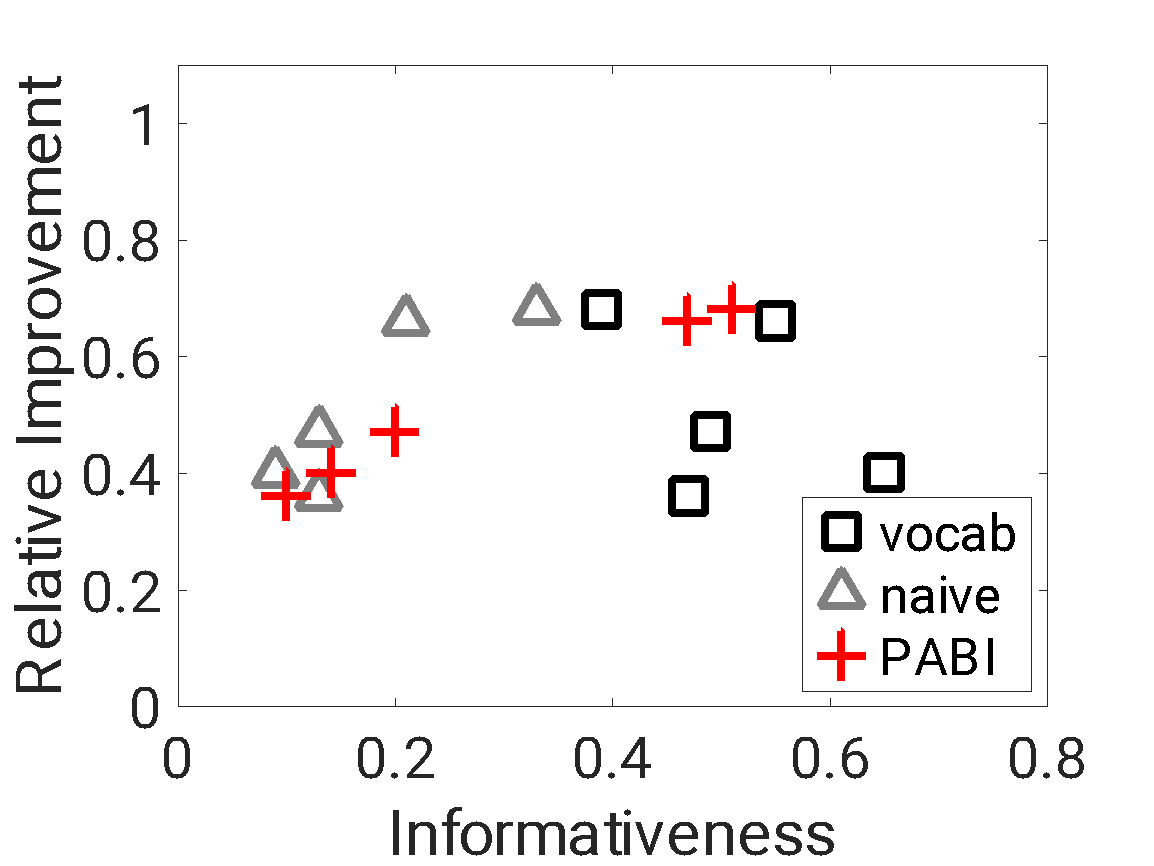 Relative Improvement
1
0.8
0.6
0.4
0.2
0
0 0.2 0.4 0.6 0.8
Informativeness
vocab
naive
PABI